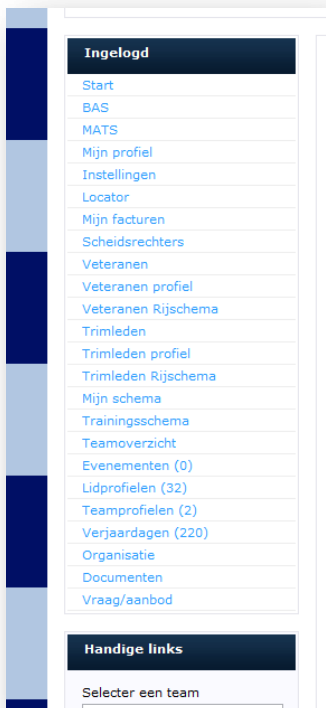 Ingelogd
Start
BAS
MATS
Mijn profiel
Instellingen
Locator
Mijn facturen
Scheidsrechters
Veteranen
Veteranen profiel
Veteranen Rijschema
Trimleden
Trimleden profiel
Trimleden Rijschema
Mijn schema
Trainingsschema
Teamoverzicht
Evenementen (0)
Lidprofielen (32)
Teamprofielen (2)
Verjaardagen (220)
Organisatie
Documenten
Vraag/aanbod
Handige links
Selecter een team